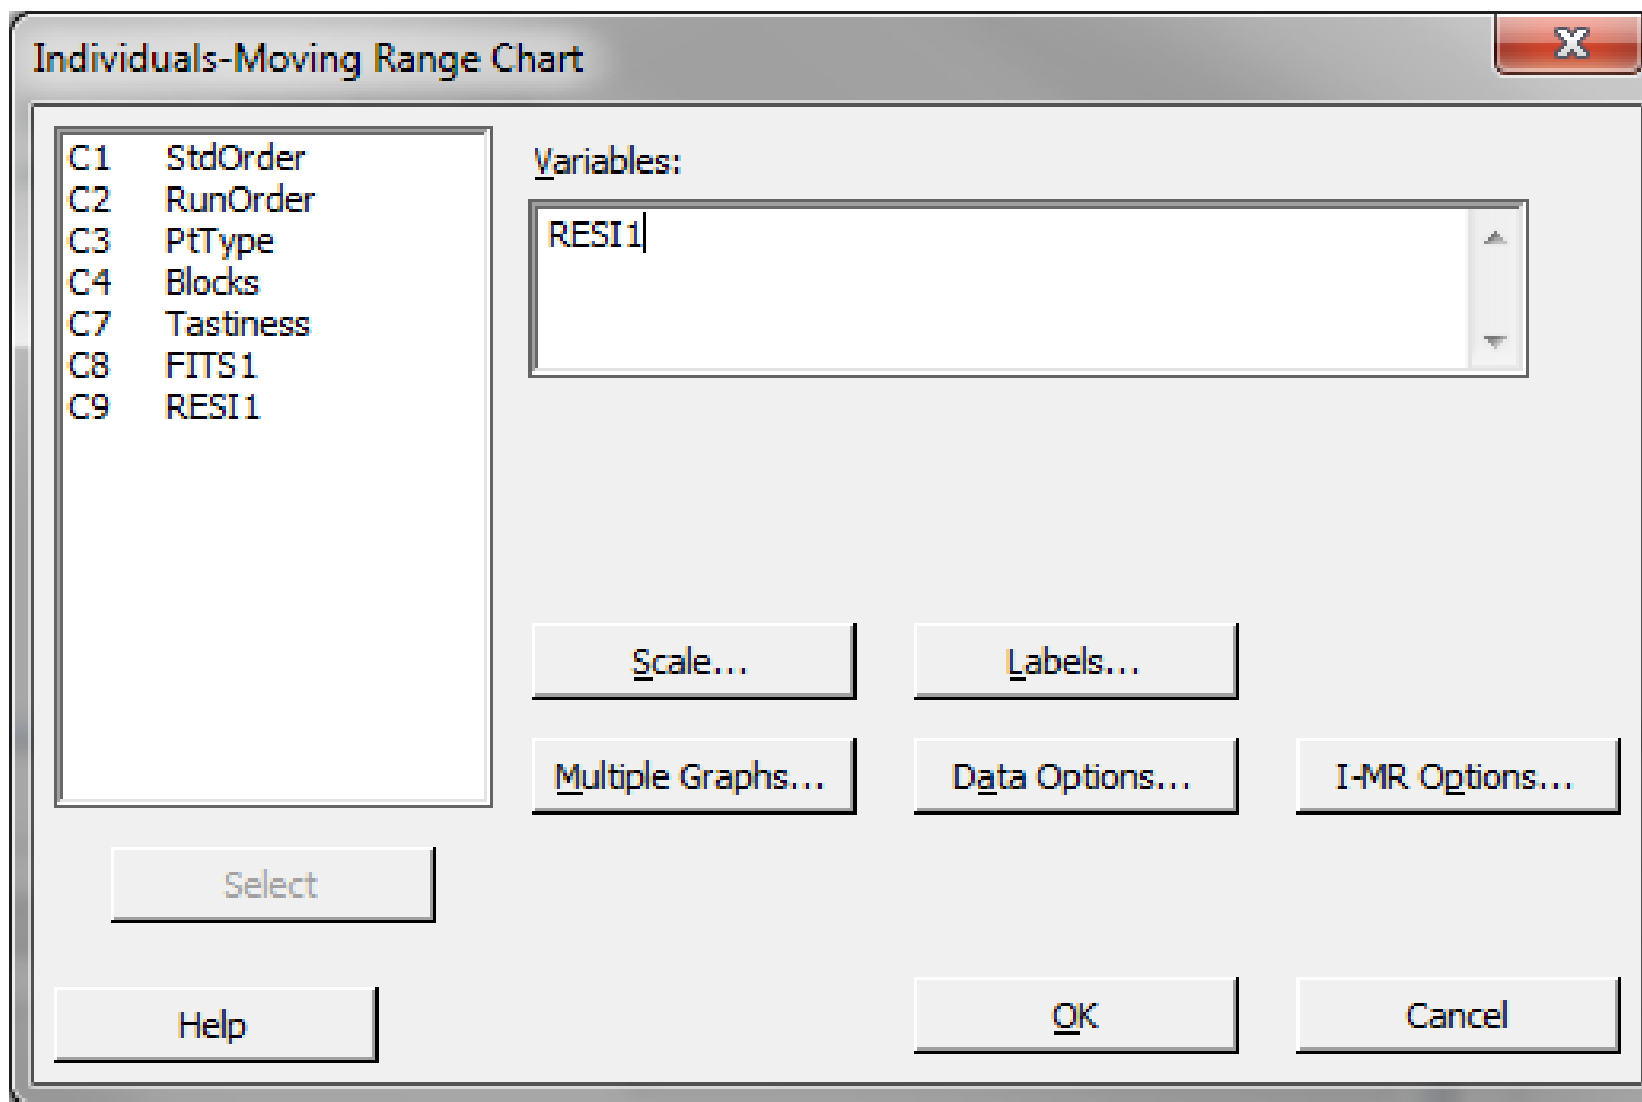 Individuals-Moving Range Chart
C1 StdOrder
C2 RunOrder
C3 PtType
C4 Blocks
C7 Tastiness
C8 FITS1
C9 RESI1
Variables:
RESI1
Scale...
Labels...
Multiple Graphs...
Data Options...
I-MR Options...
Select
Help
OK
Cancel